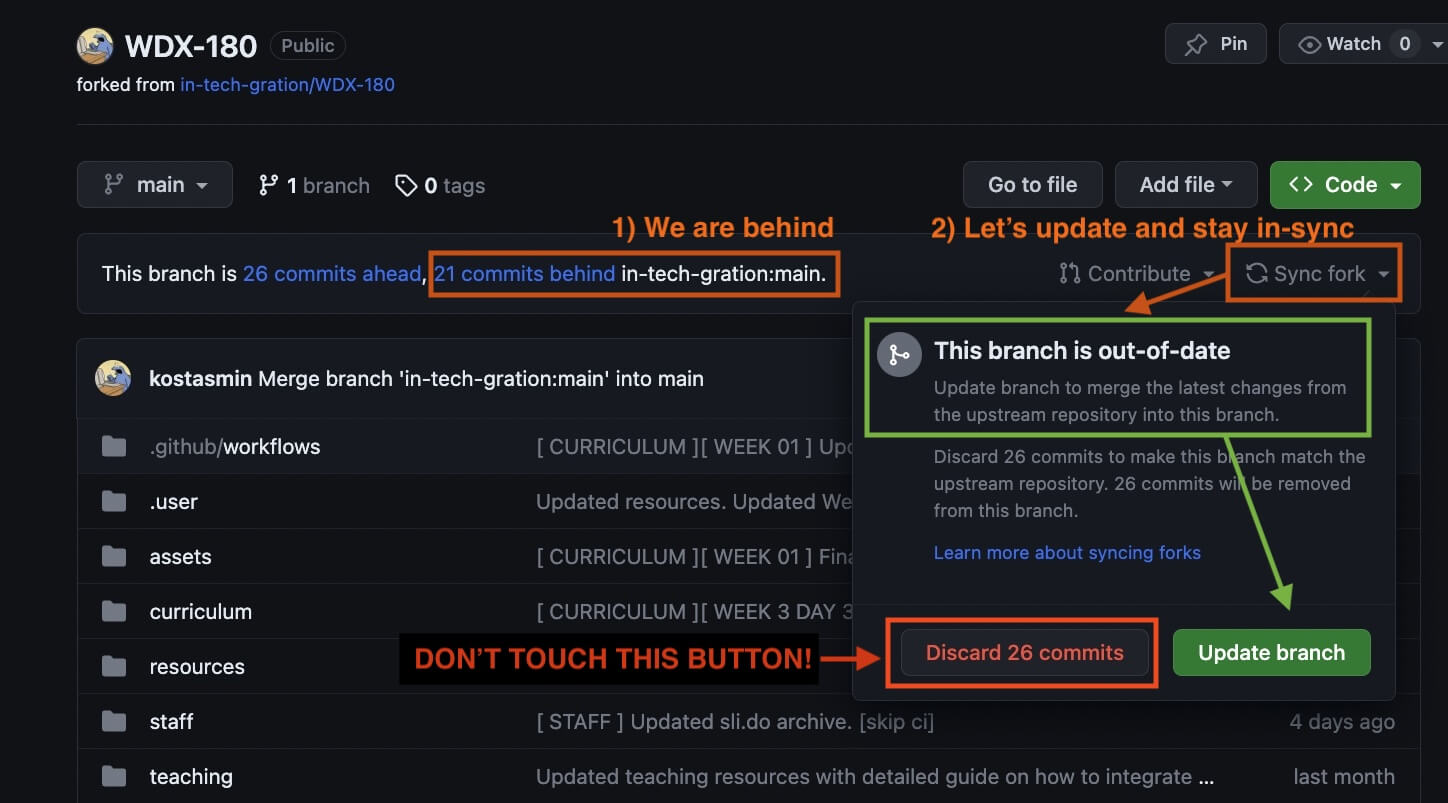 WDX-180 Public
Pin
Watch 0
forked from in-tech-gration/WDX-180
main
1 branch
0 tags
Go to file
Add file
<> Code
1) We are behind
2) Let’s update and stay in-sync
This branch is 26 commits ahead, 21 commits behind in-tech-gration:main.
Contribute
Sync fork
This branch is out-of-date
Update branch to merge the latest changes from
the upstream repository into this branch.
Discard 26 commits to make this branch match the
upstream repository. 26 commits will be removed
from this branch.
Learn more about syncing forks
Discard 26 commits
Update branch
DON’T TOUCH THIS BUTTON!
kostasmin Merge branch 'in-tech-gration:main' into main
.github/workflows
[ CURRICULUM ][ WEEK 01 ]
.user
Updated resources. Updated
assets
[ CURRICULUM ][ WEEK 01 ]
curriculum
[ CURRICULUM ][ WEEK 3 DAY 3
resources
staff
[ STAFF ] Updated sli.do archive. [skip ci]
4 days ago
teaching
Updated teaching resources with detailed guide on how to integrate ...
last month